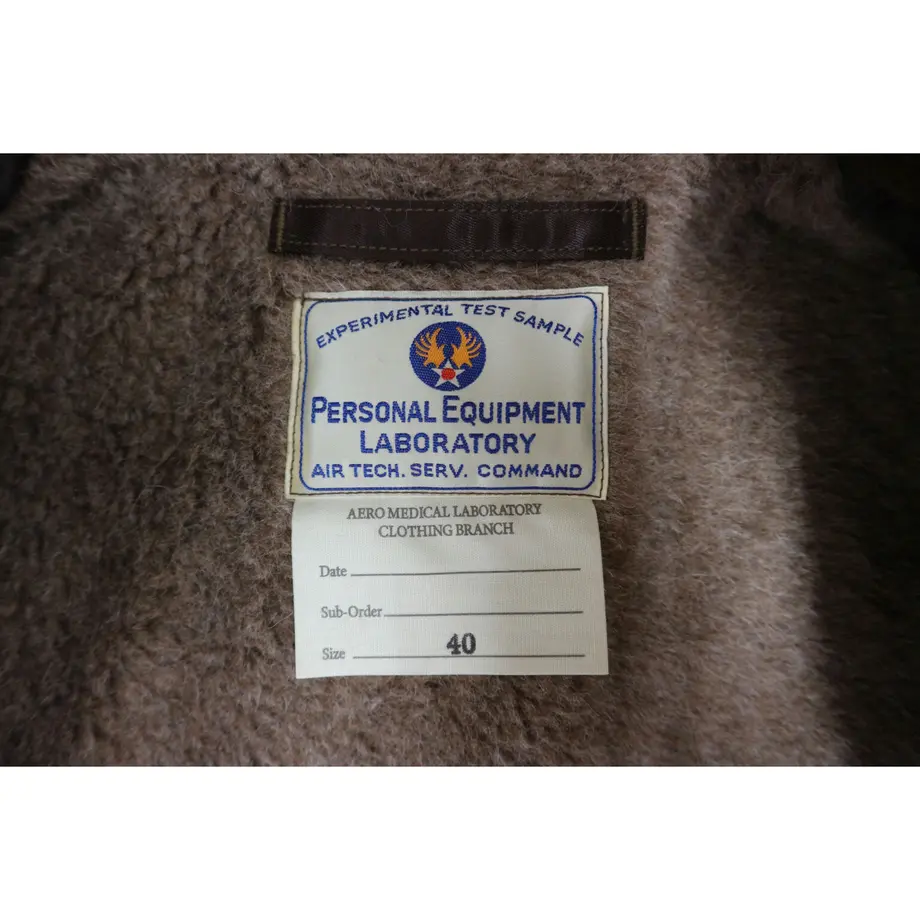 EXPERIMENTAL TEST SAMPLE
PERSONAL EQUIPMENT
LABORATORY
AIR TECH. SERV. COMMAND
AERO MEDICAL LABORATORY
CLOTHING BRANCH
Date
Sub-Order
Size 40